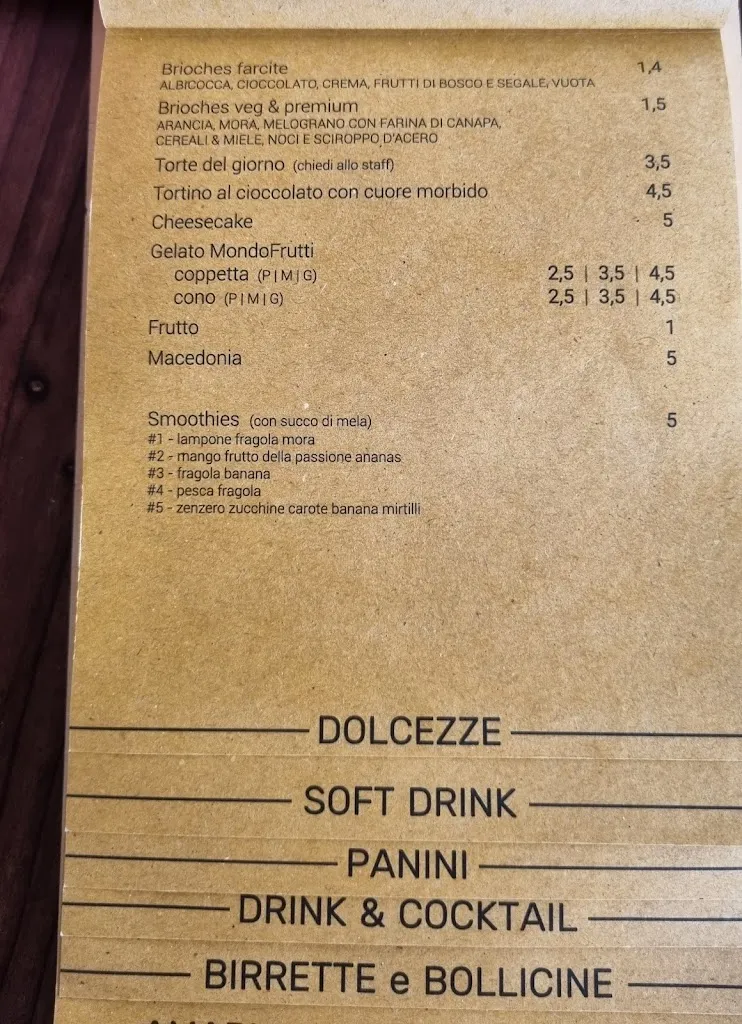 Brioches farcite 1,4
ALBICOCCA, CIOCCOLATO, CREMA, FRUTTI DI BOSCO E SEGALE, VUOTA
Brioches veg & premium 1,5
ARANCIA, MORA, MELOGRANO CON FARINA DI CANAPA,
CEREALI & MIELE, NOCI E SCIROPPO D'ACERO
Torte del giorno (chiedi allo staff) 3,5
Tortino al cioccolato con cuore morbido 4,5
Cheesecake 5
Gelato MondoFrutti
coppetta (P|M|G) 2,5 | 3,5 | 4,5
cono (P|M|G) 2,5 | 3,5 | 4,5
Frutto 1
Macedonia 5
Smoothies (con succo di mela) 5
#1 - lampone fragola mora
#2 - mango frutto della passione ananas
#3 - fragola banana
#4 - pesca fragola
#5 - zenzero zucchine carote banana mirtilli
DOLCEZZE
SOFT DRINK
PANINI
DRINK & COCKTAIL
BIRRETTE e BOLLICINE